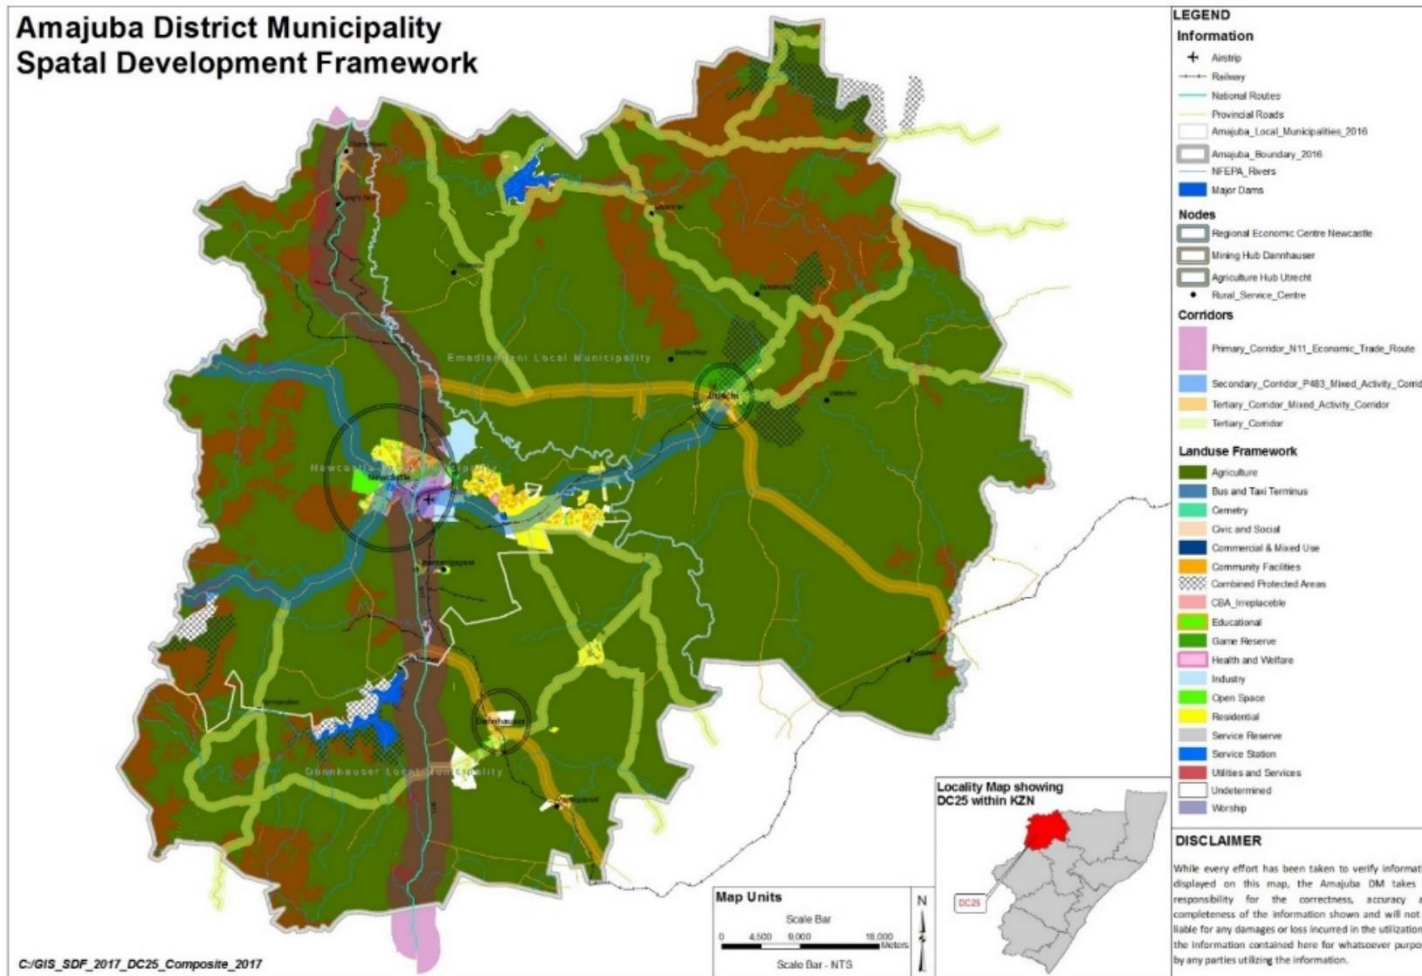 Amajuba District Municipality
Spatal Development Framework
Emadlangeni Local Municipality
Utrecht
Newcastle
Dannhauser
Dannhauser Local Municipality
C:/GIS_SDF_2017_DC25_Composite_2017
Map Units
Scale Bar
0 4,500 9,000 18,000
Meters
Scale Bar - NTS
N
Locality Map showing
DC25 within KZN
DC25
LEGEND
Information
Airstrip
Railway
National Routes
Provincial Roads
Amajuba_Local_Municipalities_2016
Amajuba_Boundary_2016
NFEPA_Rivers
Major Dams
Nodes
Regional Economic Centre Newcastle
Mining Hub Dannhauser
Agriculture Hub Utrecht
Rural_Service_Centre
Corridors
Primary_Corridor_N11_Economic_Trade_Route
Secondary_Corridor_P483_Mixed_Activity_Corrid
Tertiary_Corridor_Mixed_Activity_Corridor
Tertiary_Corridor
Landuse Framework
Agriculture
Bus and Taxi Terminus
Cemetry
Civic and Social
Commercial & Mixed Use
Community Facilities
Combined Protected Areas
CBA_Irreplaceble
Educational
Game Reserve
Health and Welfare
Industry
Open Space
Residential
Service Reserve
Service Station
Utilities and Services
Undetermined
Worship
DISCLAIMER
While every effort has been taken to verify informati
displayed on this map, the Amajuba DM takes
responsibility for the correctness, accuracy a
completeness of the information shown and will not
liable for any damages or loss incurred in the utilization
the information contained here for whatsoever purpo
by any parties utilizing the information.